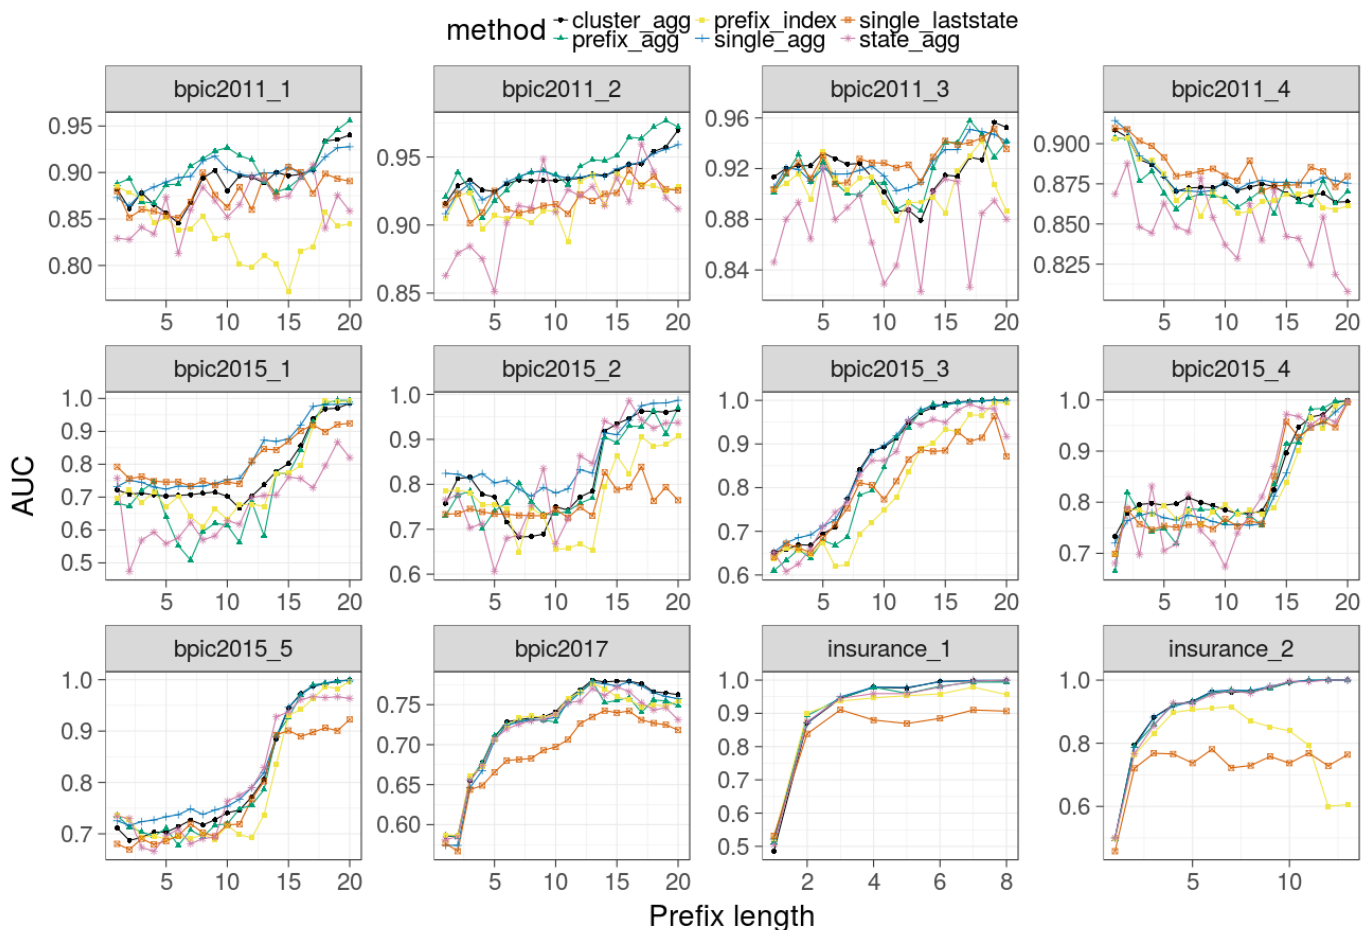 method cluster_agg prefix_index single_laststate
prefix_agg single_agg state_agg
bpic2011_1 bpic2011_2 bpic2011_3 bpic2011_4
0.95
0.90
0.85
0.80
5 10 15 20
0.95
0.90
0.85
5 10 15 20
0.96
0.92
0.88
0.84
5 10 15 20
0.900
0.875
0.850
0.825
5 10 15 20
bpic2015_1 bpic2015_2 bpic2015_3 bpic2015_4
1.0
0.9
0.8
0.7
0.6
0.5
5 10 15 20
1.0
0.9
0.8
0.7
0.6
5 10 15 20
1.0
0.9
0.8
0.7
0.6
5 10 15 20
1.0
0.9
0.8
0.7
5 10 15 20
bpic2015_5 bpic2017 insurance_1 insurance_2
1.0
0.9
0.8
0.7
5 10 15 20
0.75
0.70
0.65
0.60
5 10 15 20
1.0
0.9
0.8
0.7
0.6
0.5
2 4 6 8
1.0
0.8
0.6
5 10
AUC
Prefix length